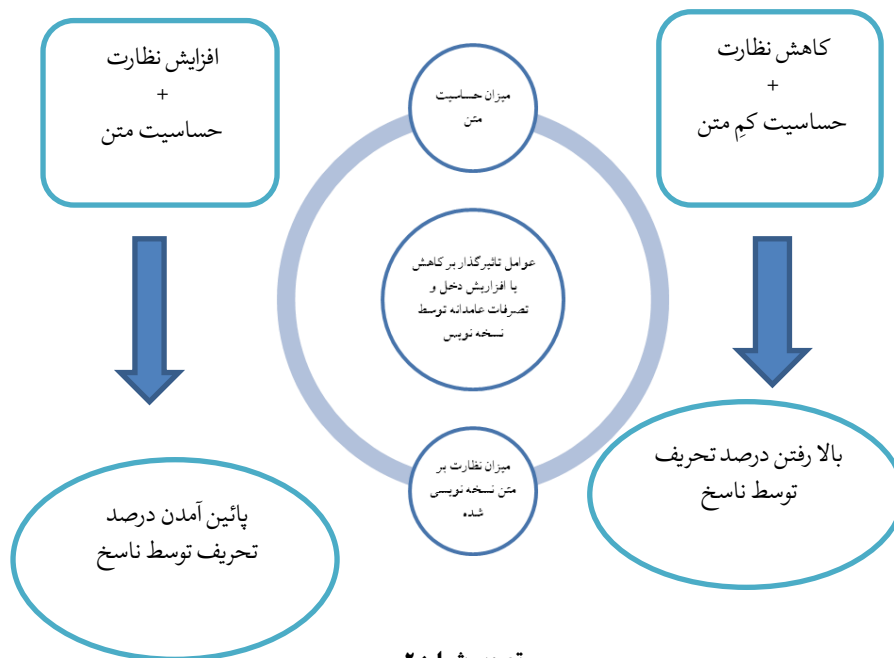 کاهش نظارت
+
حساسیت کمِ متن
میزان حساسیت
متن
افزایش نظارت
+
حساسیت متن
عوامل تاثیرگذار بر کاهش
یا افزاریش دخل و
تصرفات عامدانه توسط
نسخه نویس
بالا رفتن درصد تحریف
توسط ناسخ
میزان نظارت بر
متن نسخه نویسی
شده
پائین آمدن درصد
تحریف توسط ناسخ